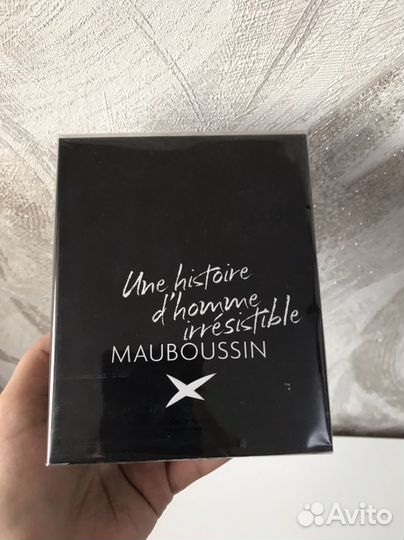 Une histoire
d'homme
irrésistible
MAUBOUSSIN
Avito